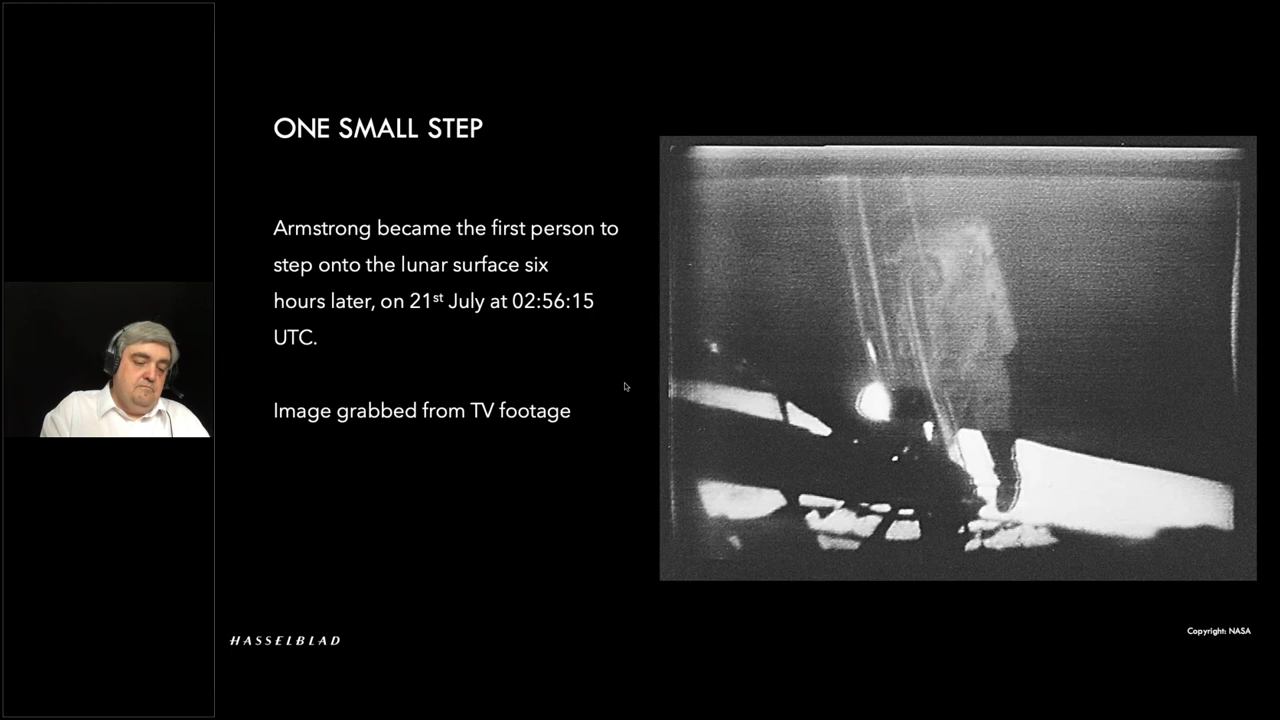 ONE SMALL STEP
Armstrong became the first person to
step onto the lunar surface six
hours later, on 21st July at 02:56:15
UTC.
Image grabbed from TV footage
HASSELBLAD
Copyright: NASA